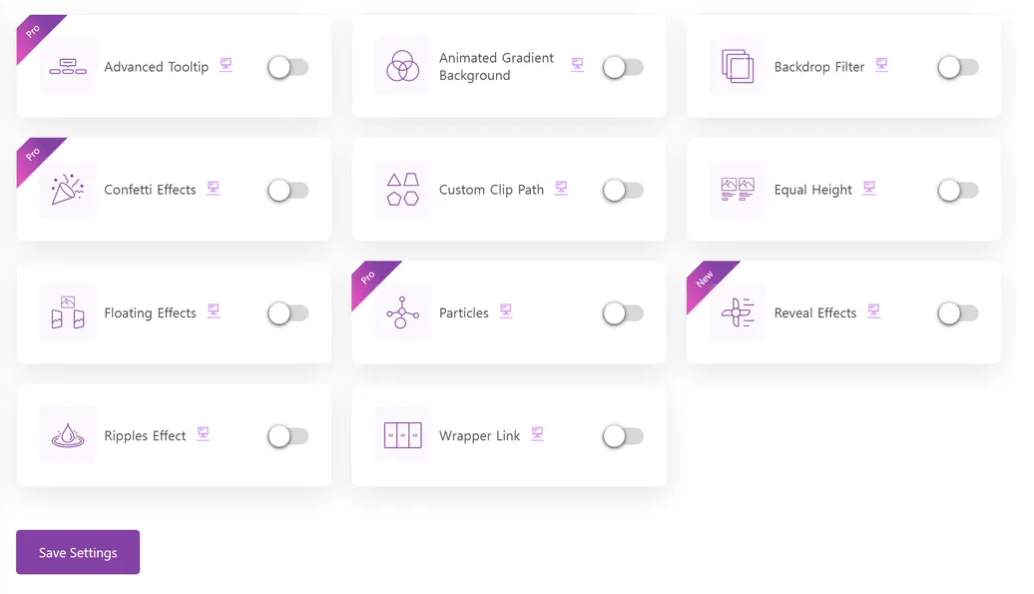 Pro
Advanced Tooltip
Animated Gradient
Background
Backdrop Filter
Pro
Confetti Effects
Custom Clip Path
Equal Height
Floating Effects
Pro
Particles
New
Reveal Effects
Ripples Effect
Wrapper Link
Save Settings